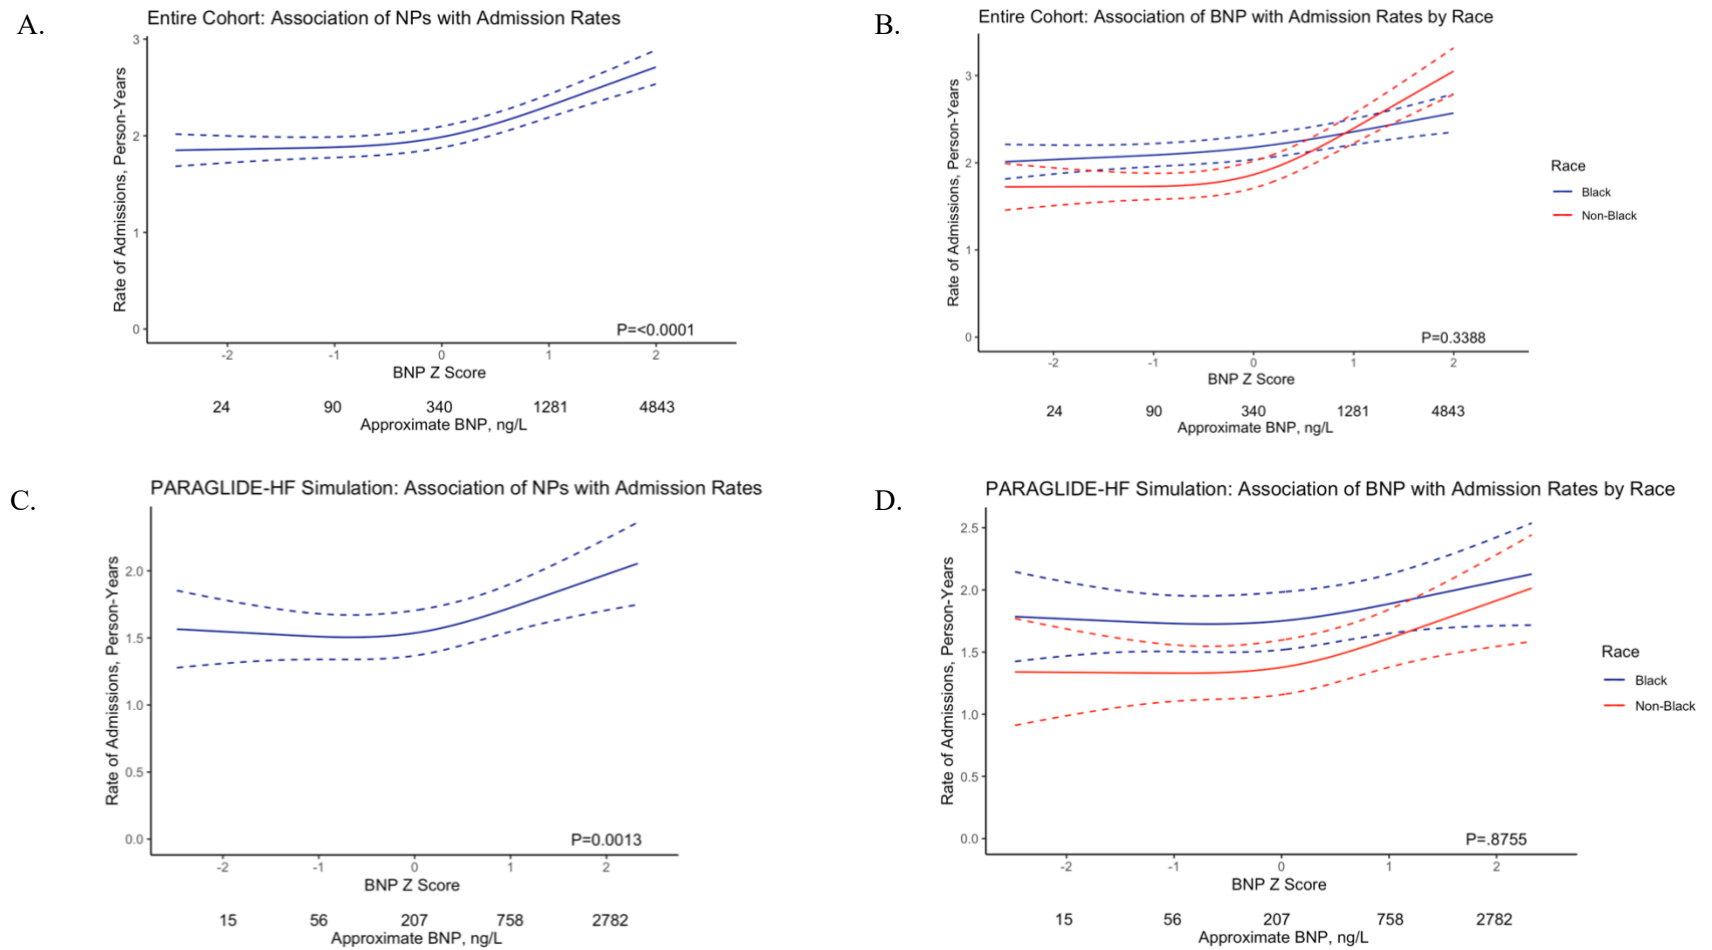 A.
Entire Cohort: Association of NPs with Admission Rates
Rate of Admissions, Person-Years
3
2
1
0
P=<0.0001
-2 -1 0 1 2
BNP Z Score
24 90 340 1281 4843
Approximate BNP, ng/L
B.
Entire Cohort: Association of BNP with Admission Rates by Race
Rate of Admissions, Person-Years
3
2
1
0
P=0.3388
-2 -1 0 1 2
BNP Z Score
24 90 340 1281 4843
Approximate BNP, ng/L
Race
Black
Non-Black
C.
PARAGLIDE-HF Simulation: Association of NPs with Admission Rates
Rate of Admissions, Person-Years
2.0
1.5
1.0
0.5
0.0
P=0.0013
-2 -1 0 1 2
BNP Z Score
15 56 207 758 2782
Approximate BNP, ng/L
D.
PARAGLIDE-HF Simulation: Association of BNP with Admission Rates by Race
Rate of Admissions, Person-Years
2.5
2.0
1.5
1.0
0.5
0.0
P=.8755
-2 -1 0 1 2
BNP Z Score
15 56 207 758 2782
Approximate BNP, ng/L
Race
Black
Non-Black